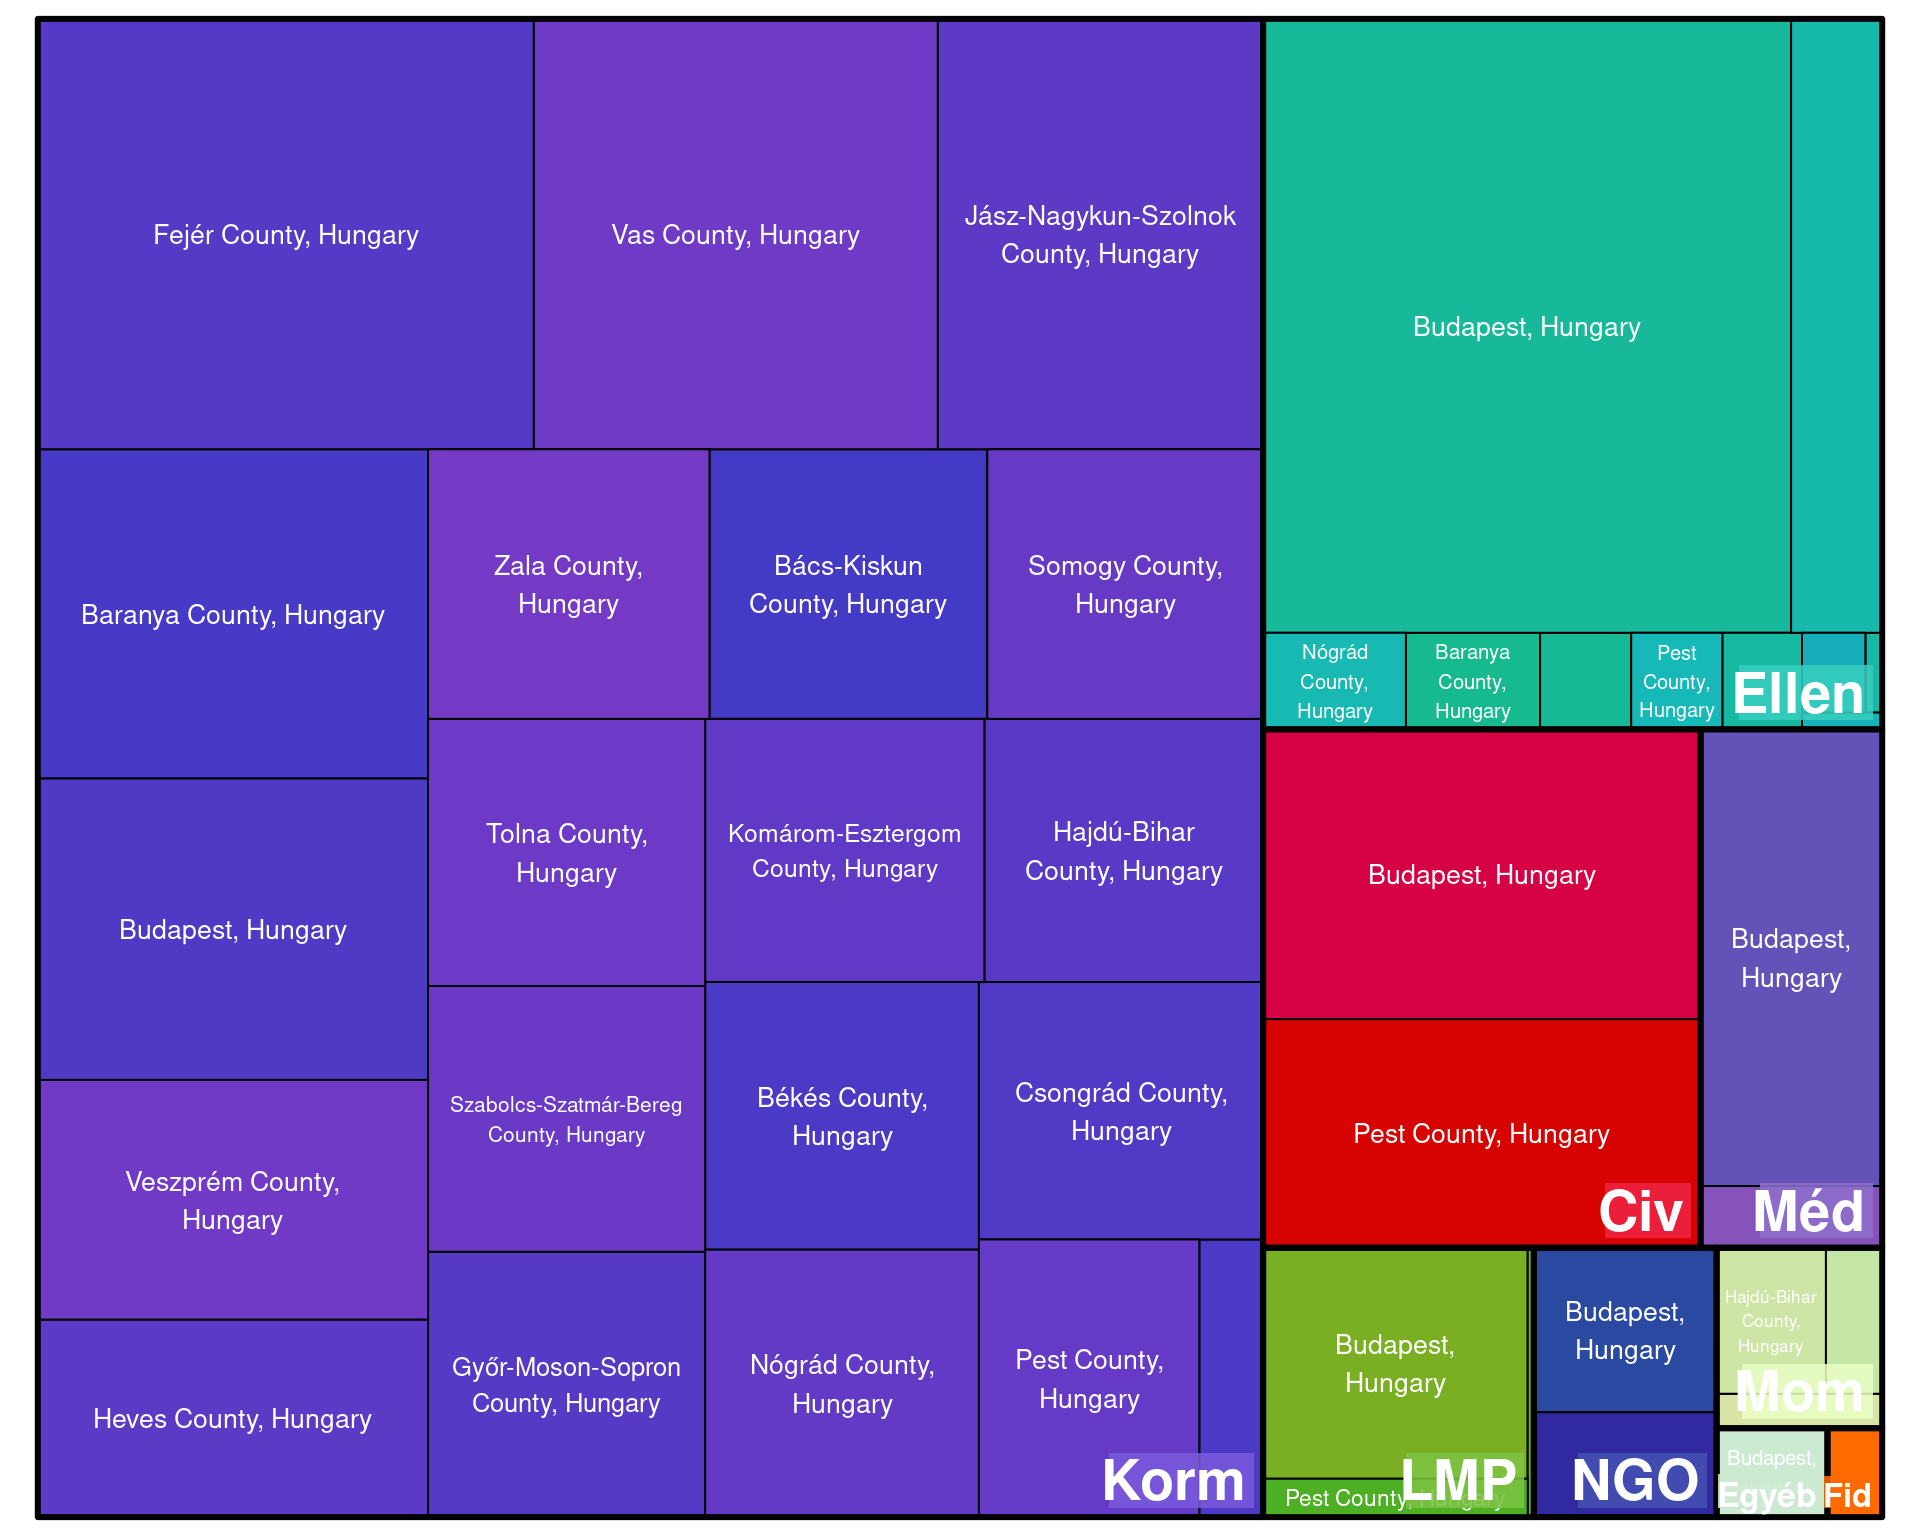 Fejér County, Hungary
Vas County, Hungary
Jász-Nagykun-Szolnok
County, Hungary
Baranya County, Hungary
Zala County,
Hungary
Bács-Kiskun
County, Hungary
Somogy County,
Hungary
Budapest, Hungary
Tolna County,
Hungary
Komárom-Esztergom
County, Hungary
Hajdú-Bihar
County, Hungary
Veszprém County,
Hungary
Szabolcs-Szatmár-Bereg
County, Hungary
Békés County,
Hungary
Csongrád County,
Hungary
Heves County, Hungary
Győr-Moson-Sopron
County, Hungary
Nógrád County,
Hungary
Pest County,
Hungary
Korm
Budapest, Hungary
Nógrád
County,
Hungary
Baranya
County,
Hungary
Pest
County,
Hungary
Ellen
Budapest, Hungary
Pest County, Hungary
Civ
Budapest,
Hungary
Méd
Budapest,
Hungary
Pest County, Hungary
LMP
Budapest,
Hungary
NGO
Hajdú-Bihar
County,
Hungary
Mom
Budapest,
Egyéb
Fid